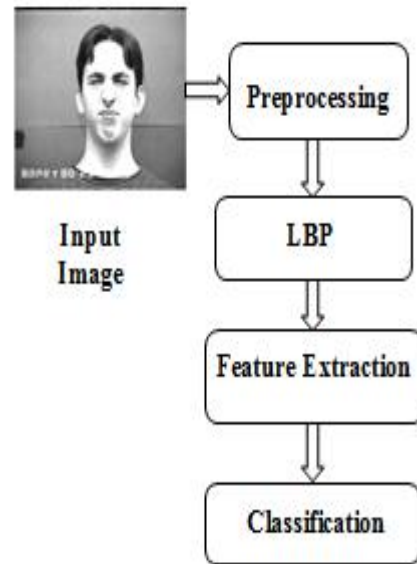 Preprocessing
Input
Image
LBP
Feature Extraction
Classification